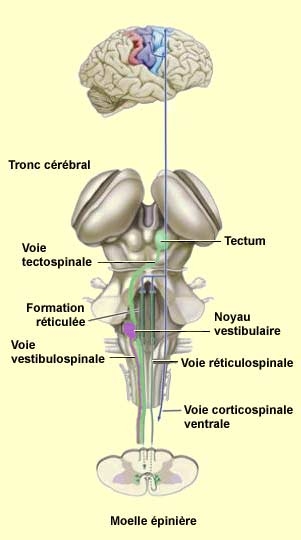 Tronc cérébral
Tectum
Voie
tectospinale
Formation
réticulée
Noyau
vestibulaire
Voie
vestibulospinale
Voie réticulospinale
Voie corticospinale
ventrale
Moelle épinière